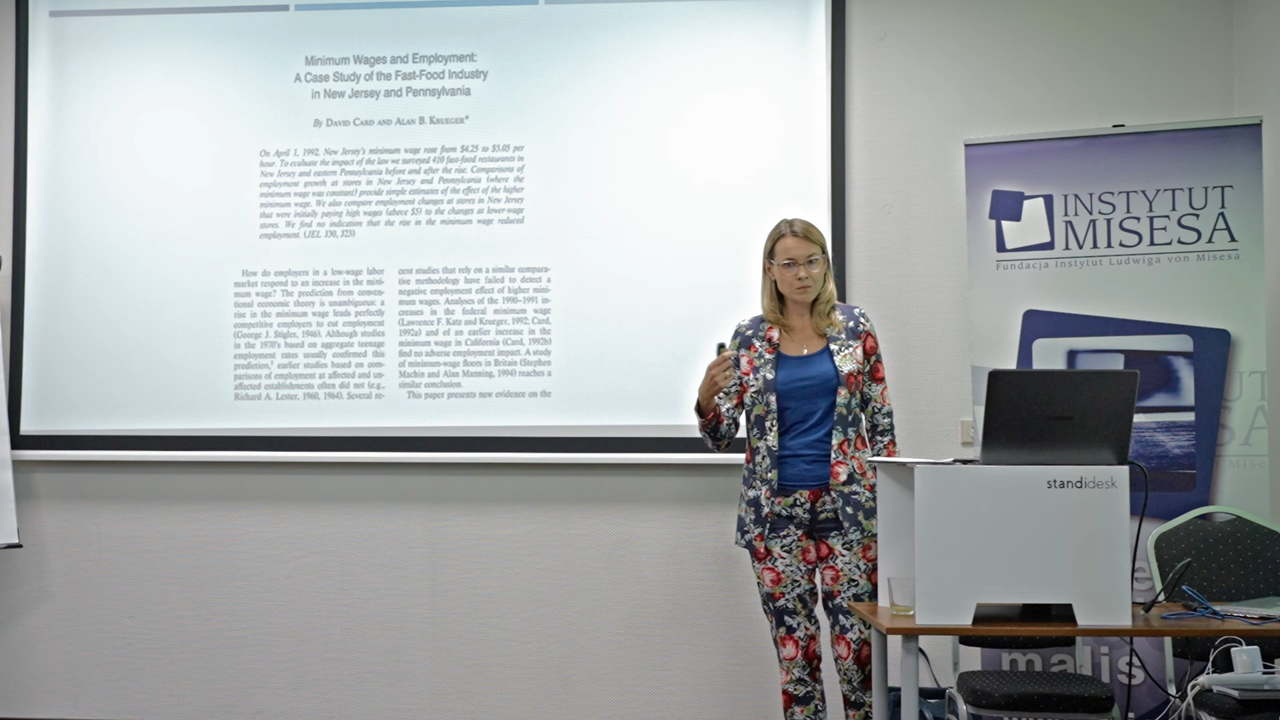 Minimum Wages and Employment:
A Case Study of the Fast-Food Industry
in New Jersey and Pennsylvania
By DAVID CARD AND ALAN B. KRUEGER*
On April 1, 1992, New Jersey's minimum wage rose from $4.25 to $5.05 per
hour. To evaluate the impact of the law we surveyed 410 fast-food restaurants in
New Jersey and eastern Pennsylvania before and after the rise. Comparisons of
employment growth at stores in New Jersey and Pennsylvania (where the
minimum wage was constant) provide simple estimates of the effect of the higher
minimum wage. We also compare employment changes at stores in New Jersey
that were initially paying high wages (above $5) to the changes at lower-wage
stores. We find no indication that the rise in the minimum wage reduced
employment. (JEL J30, J23)
How do employers in a low-wage labor
market respond to an increase in the mini-
mum wage? The prediction from conven-
tional economic theory is unambiguous: a
rise in the minimum wage leads perfectly
competitive employers to cut employment
(George J. Stigler, 1946). Although studies
in the 1970's based on aggregate teenage
employment rates usually confirmed this
prediction,¹ earlier studies based on com-
parisons of employment at affected and un-
affected establishments often did not (e.g.,
Richard A. Lester, 1960, 1964). Several re-
cent studies that rely on a similar compara-
tive methodology have failed to detect a
negative employment effect of higher mini-
mum wages. Analyses of the 1990-1991 in-
creases in the federal minimum wage
(Lawrence F. Katz and Krueger, 1992; Card,
1992a) and of an earlier increase in the
minimum wage in California (Card, 1992b)
find no adverse employment impact. A study
of minimum-wage floors in Britain (Stephen
Machin and Alan Manning, 1994) reaches a
similar conclusion.
This paper presents new evidence on the
INSTYTUT
MISESA
Fundacja Instytut Ludwiga von Misesa
standidesk
malis